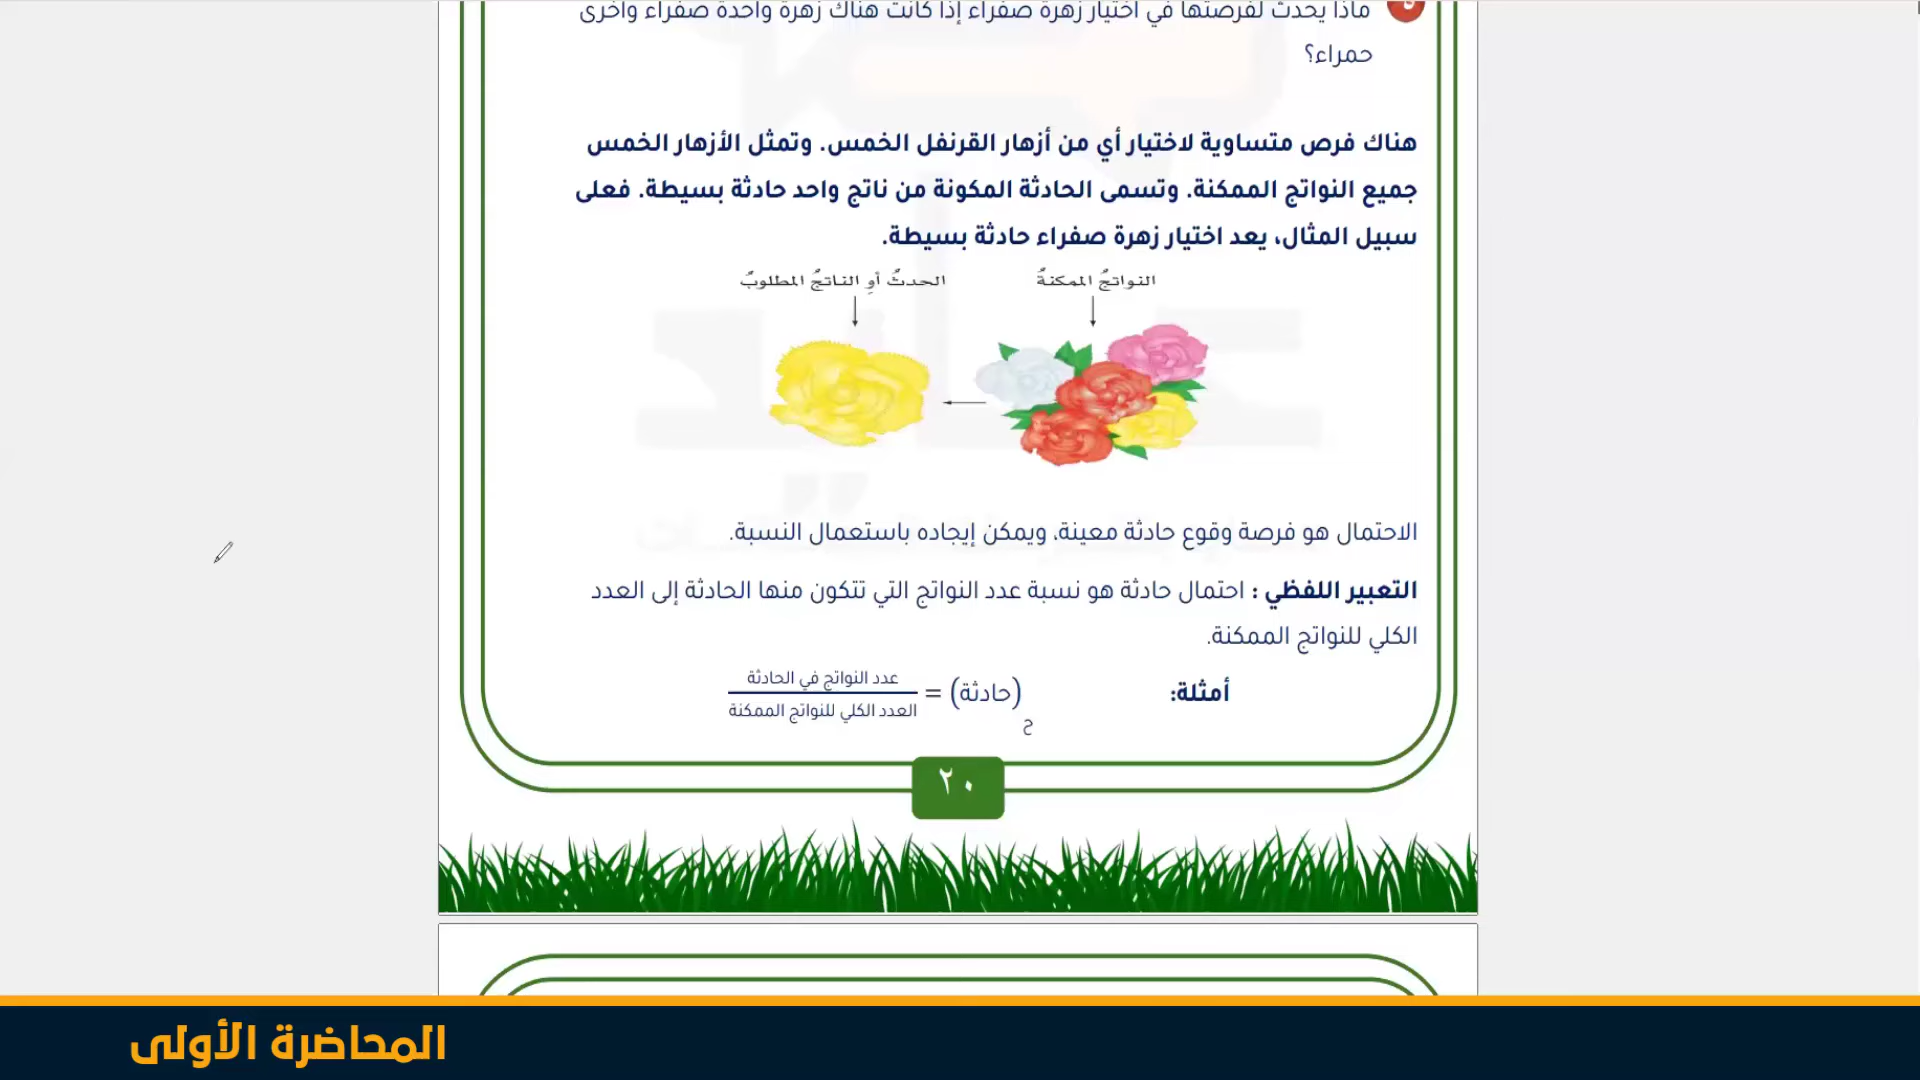 ماذا يحدث لفرصتها في اختيار زهرة صفراء إذا كانت هناك زهرة واحدة صفراء وأخرى
حمراء؟
هناك فرص متساوية لاختيار أي من أزهار القرنفل الخمس. وتمثل الأزهار الخمس
جميع النواتج الممكنة. وتسمى الحادثة المكونة من ناتج واحد حادثة بسيطة. فعلى
سبيل المثال، يعد اختيار زهرة صفراء حادثة بسيطة.
النواتجُ الممكنةُ
الحدثُ أوِ الناتجُ المطلوبُ
الاحتمال هو فرصة وقوع حادثة معينة، ويمكن إيجاده باستعمال النسبة.
التعبير اللفظي : احتمال حادثة هو نسبة عدد النواتج التي تتكون منها الحادثة إلى العدد
الكلي للنواتج الممكنة.
أمثلة: ح(حادثة) = عدد النواتج في الحادثة
العدد الكلي للنواتج الممكنة
٢٠
المحاضرة الأولى